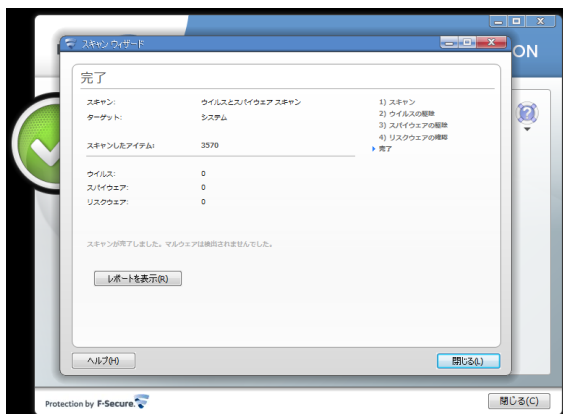 スキャン ウィザード
ON
完了
スキャン: ウイルスとスパイウェア スキャン
ターゲット: システム
スキャンしたアイテム: 3570
ウイルス: 0
スパイウェア: 0
リスクウェア: 0
1) スキャン
2) ウイルスの駆除
3) スパイウェアの駆除
4) リスクウェアの確認
完了
スキャンが完了しました。マルウェアは検出されませんでした。
レポートを表示(R)
ヘルプ(H)
閉じる(L)
Protection by F-Secure.
閉じる(C)